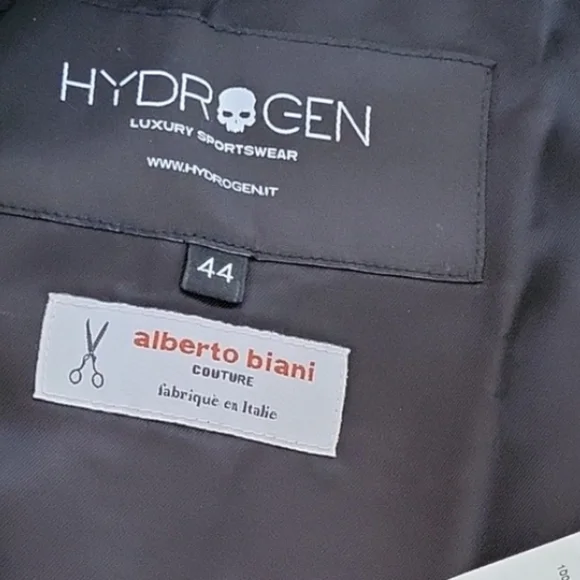 HYDROGEN
LUXURY SPORTSWEAR
WWW.HYDROGEN.IT
44
alberto biani
COUTURE
fabriquè en Italie